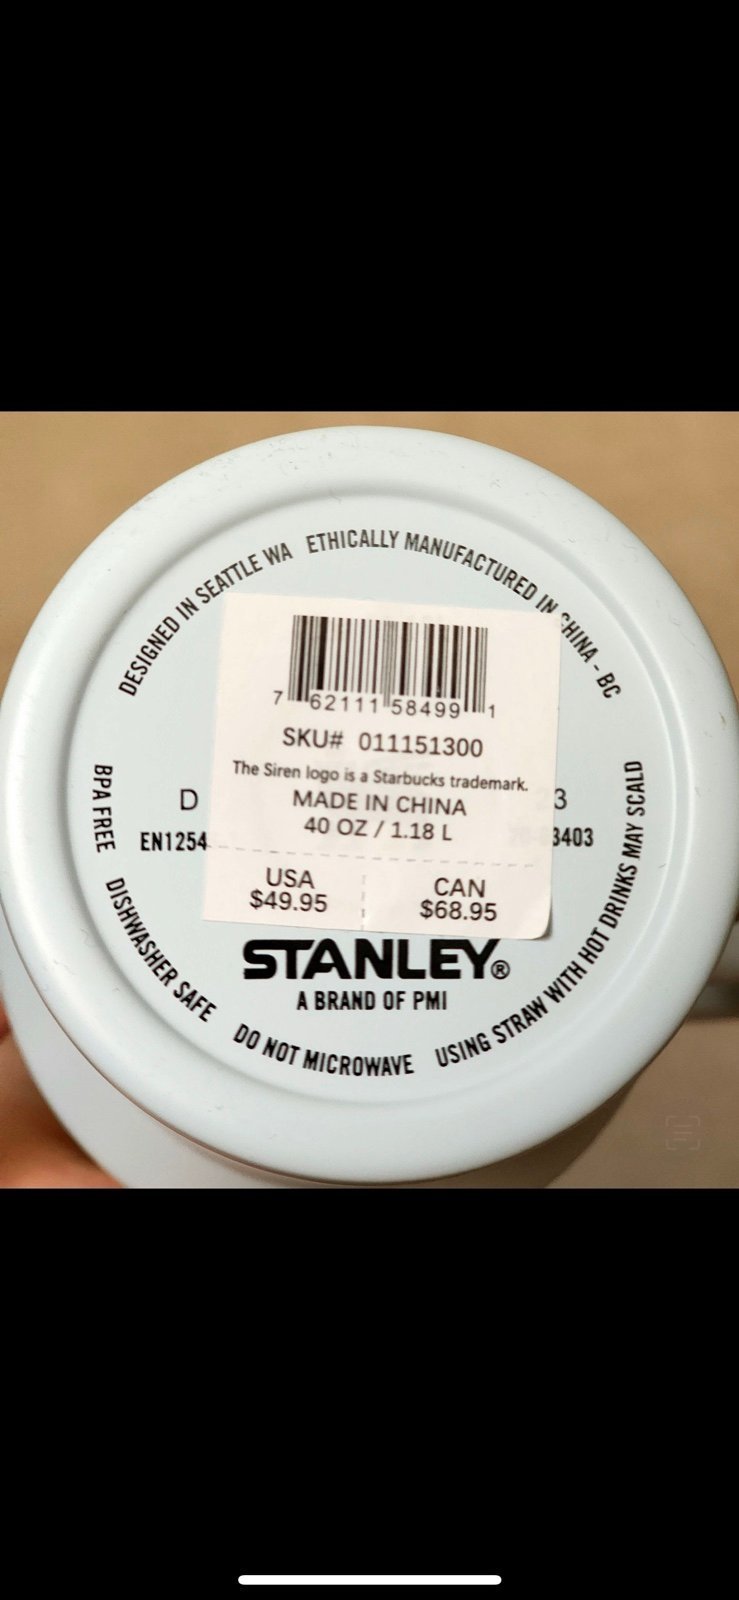 DESIGNED IN SEATTLE WA
ETHICALLY MANUFACTURED IN CHINA - BC
7 62111 58499 1
SKU# 011151300
The Siren logo is a Starbucks trademark.
MADE IN CHINA
40 OZ / 1.18 L
D
3
EN1254
3403
USA
$49.95
CAN
$68.95
STANLEY®
A BRAND OF PMI
BPA FREE
DISHWASHER SAFE
DO NOT MICROWAVE
USING STRAW WITH HOT DRINKS MAY SCALD